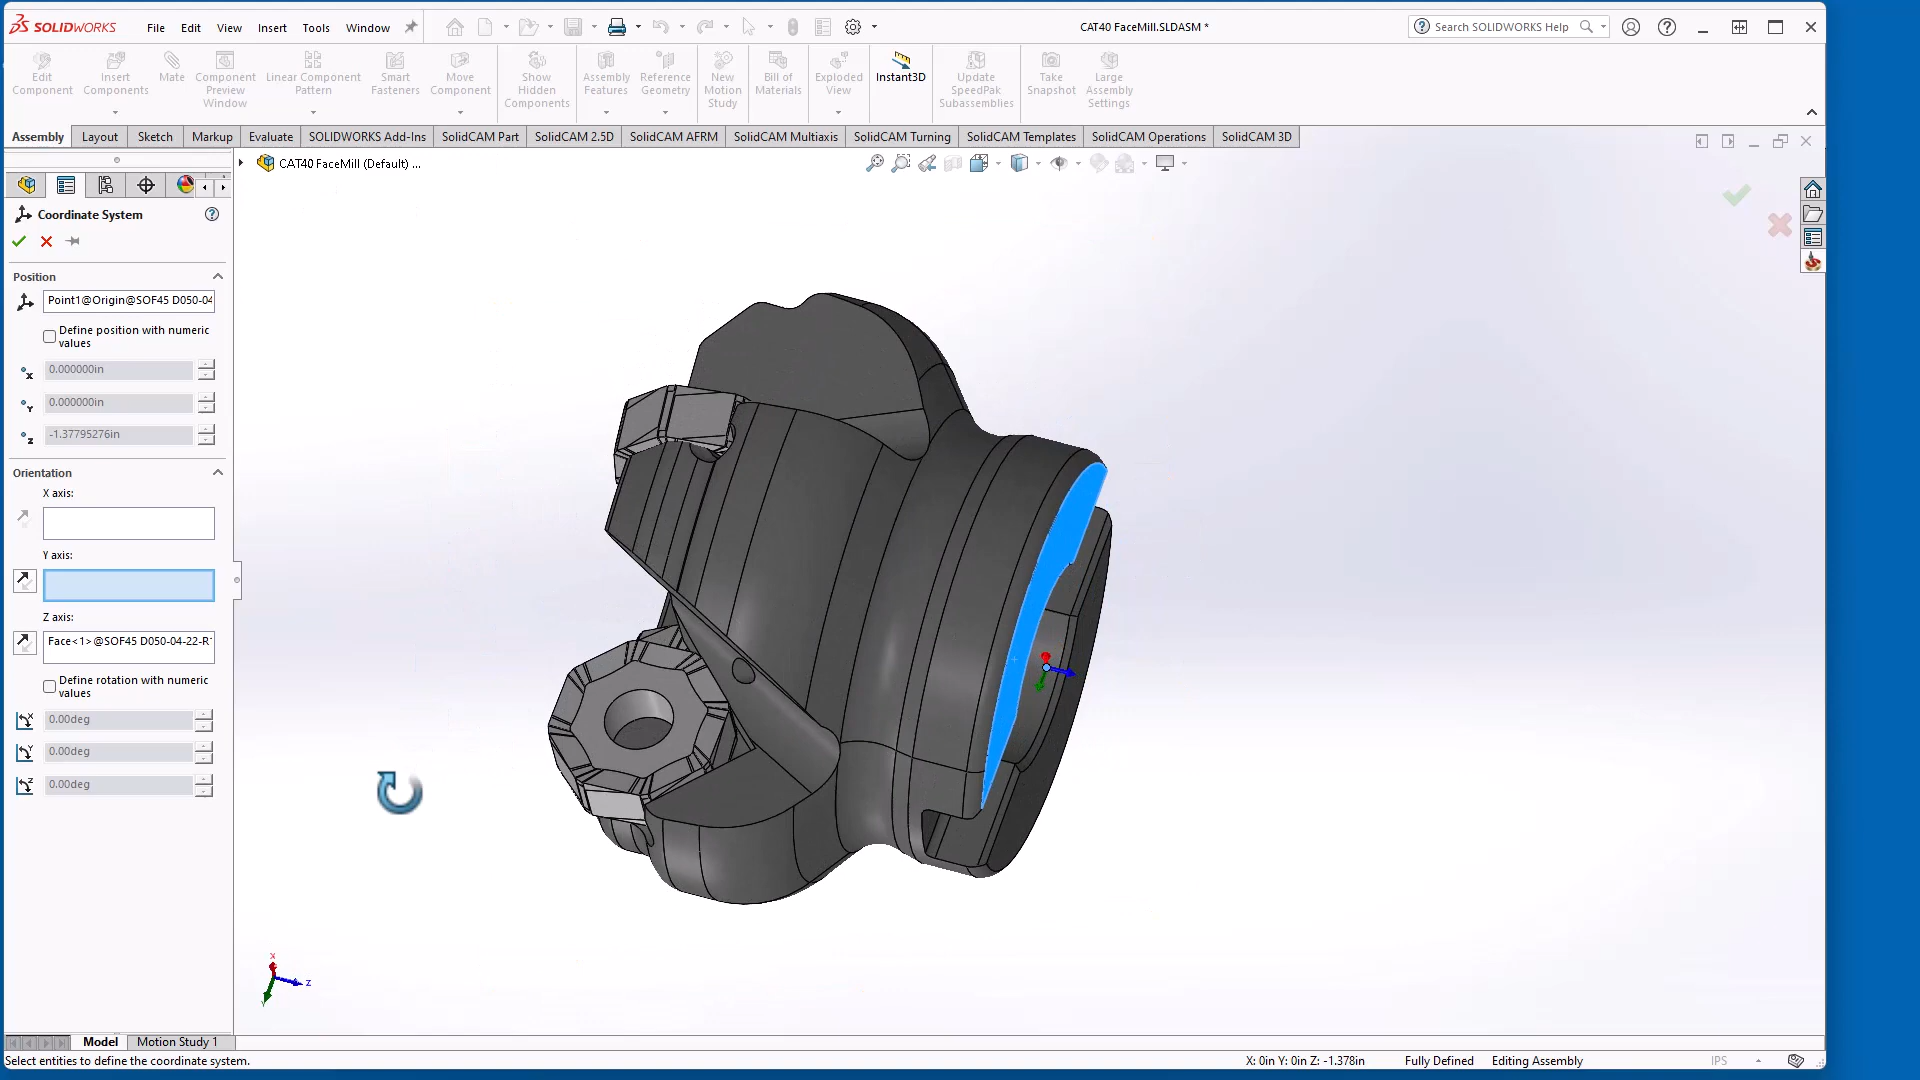 SOLIDWORKS File Edit View Insert Tools Window CAT40 FaceMill.SLDASM * Search SOLIDWORKS Help
Edit Component
Insert Components
Mate
Component Preview Window
Linear Component Pattern
Smart Fasteners
Move Component
Show Hidden Components
Assembly Features
Reference Geometry
New Motion Study
Bill of Materials
Exploded View
Instant3D
Update SpeedPak Subassemblies
Take Snapshot
Large Assembly Settings
Assembly Layout Sketch Markup Evaluate SOLIDWORKS Add-Ins SolidCAM Part SolidCAM 2.5D SolidCAM AFRM SolidCAM Multiaxis SolidCAM Turning SolidCAM Templates SolidCAM Operations SolidCAM 3D
CAT40 FaceMill (Default) ...
Coordinate System
Position
Point1@Origin@SOF45 D050-04
Define position with numeric
values
X 0.000000in
Y 0.000000in
Z -1.37795276in
Orientation
X axis:
Y axis:
Z axis:
Face<1>@SOF45 D050-04-22-R1
Define rotation with numeric
values
X 0.00deg
Y 0.00deg
Z 0.00deg
X
Z
Y
Model Motion Study 1
Select entities to define the coordinate system. X: 0in Y: 0in Z: -1.378in Fully Defined Editing Assembly IPS